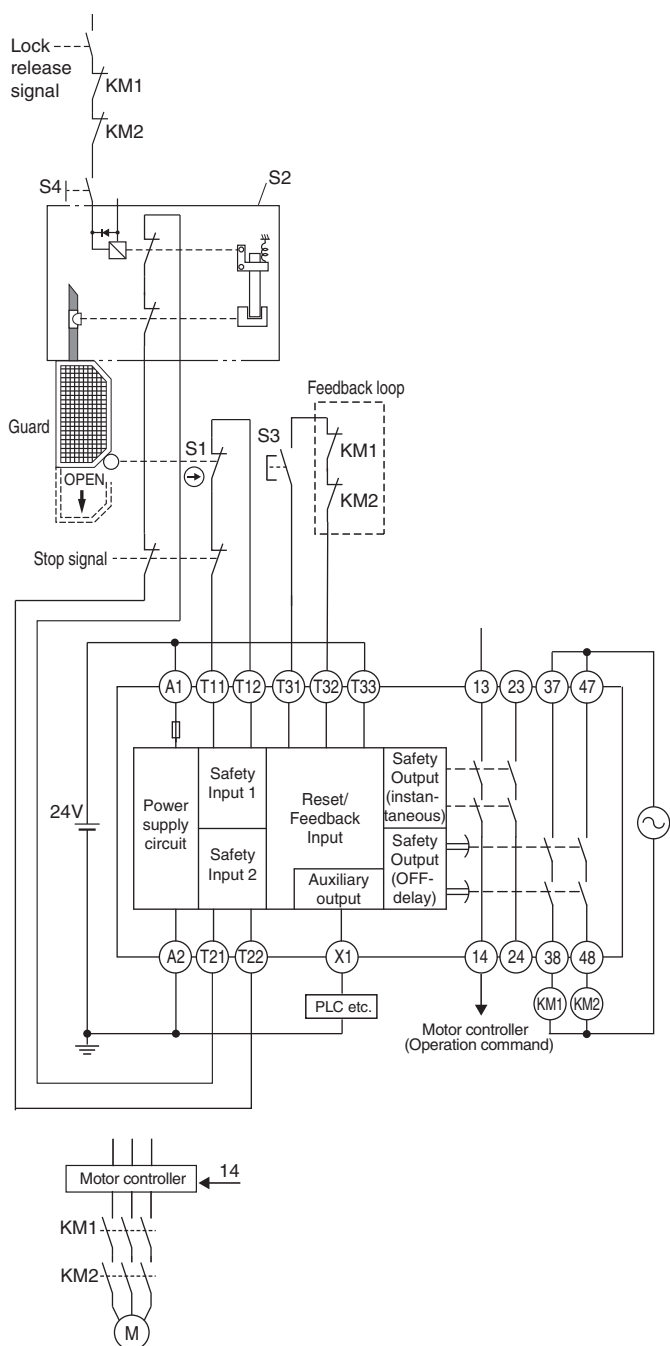 Lock
release
signal
KM1
KM2
S4
S2
Guard
OPEN
Feedback loop
S1
S3
KM1
KM2
Stop signal
A1 T11 T12 T31 T32 T33 13 23 37 47
24V
Power
supply
circuit
Safety
Input 1
Safety
Input 2
Reset/
Feedback
Input
Auxiliary
output
Safety
Output
(instan-
taneous)
Safety
Output
(OFF-
delay)
A2 T21 T22 X1 14 24 38 48
PLC etc.
KM1 KM2
Motor controller
(Operation command)
Motor controller
14
KM1
KM2
M